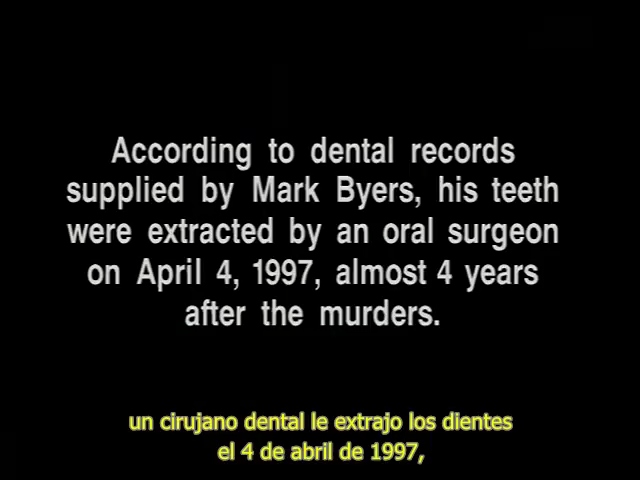 According to dental records
supplied by Mark Byers, his teeth
were extracted by an oral surgeon
on April 4, 1997, almost 4 years
after the murders.
un cirujano dental le extrajo los dientes
el 4 de abril de 1997,